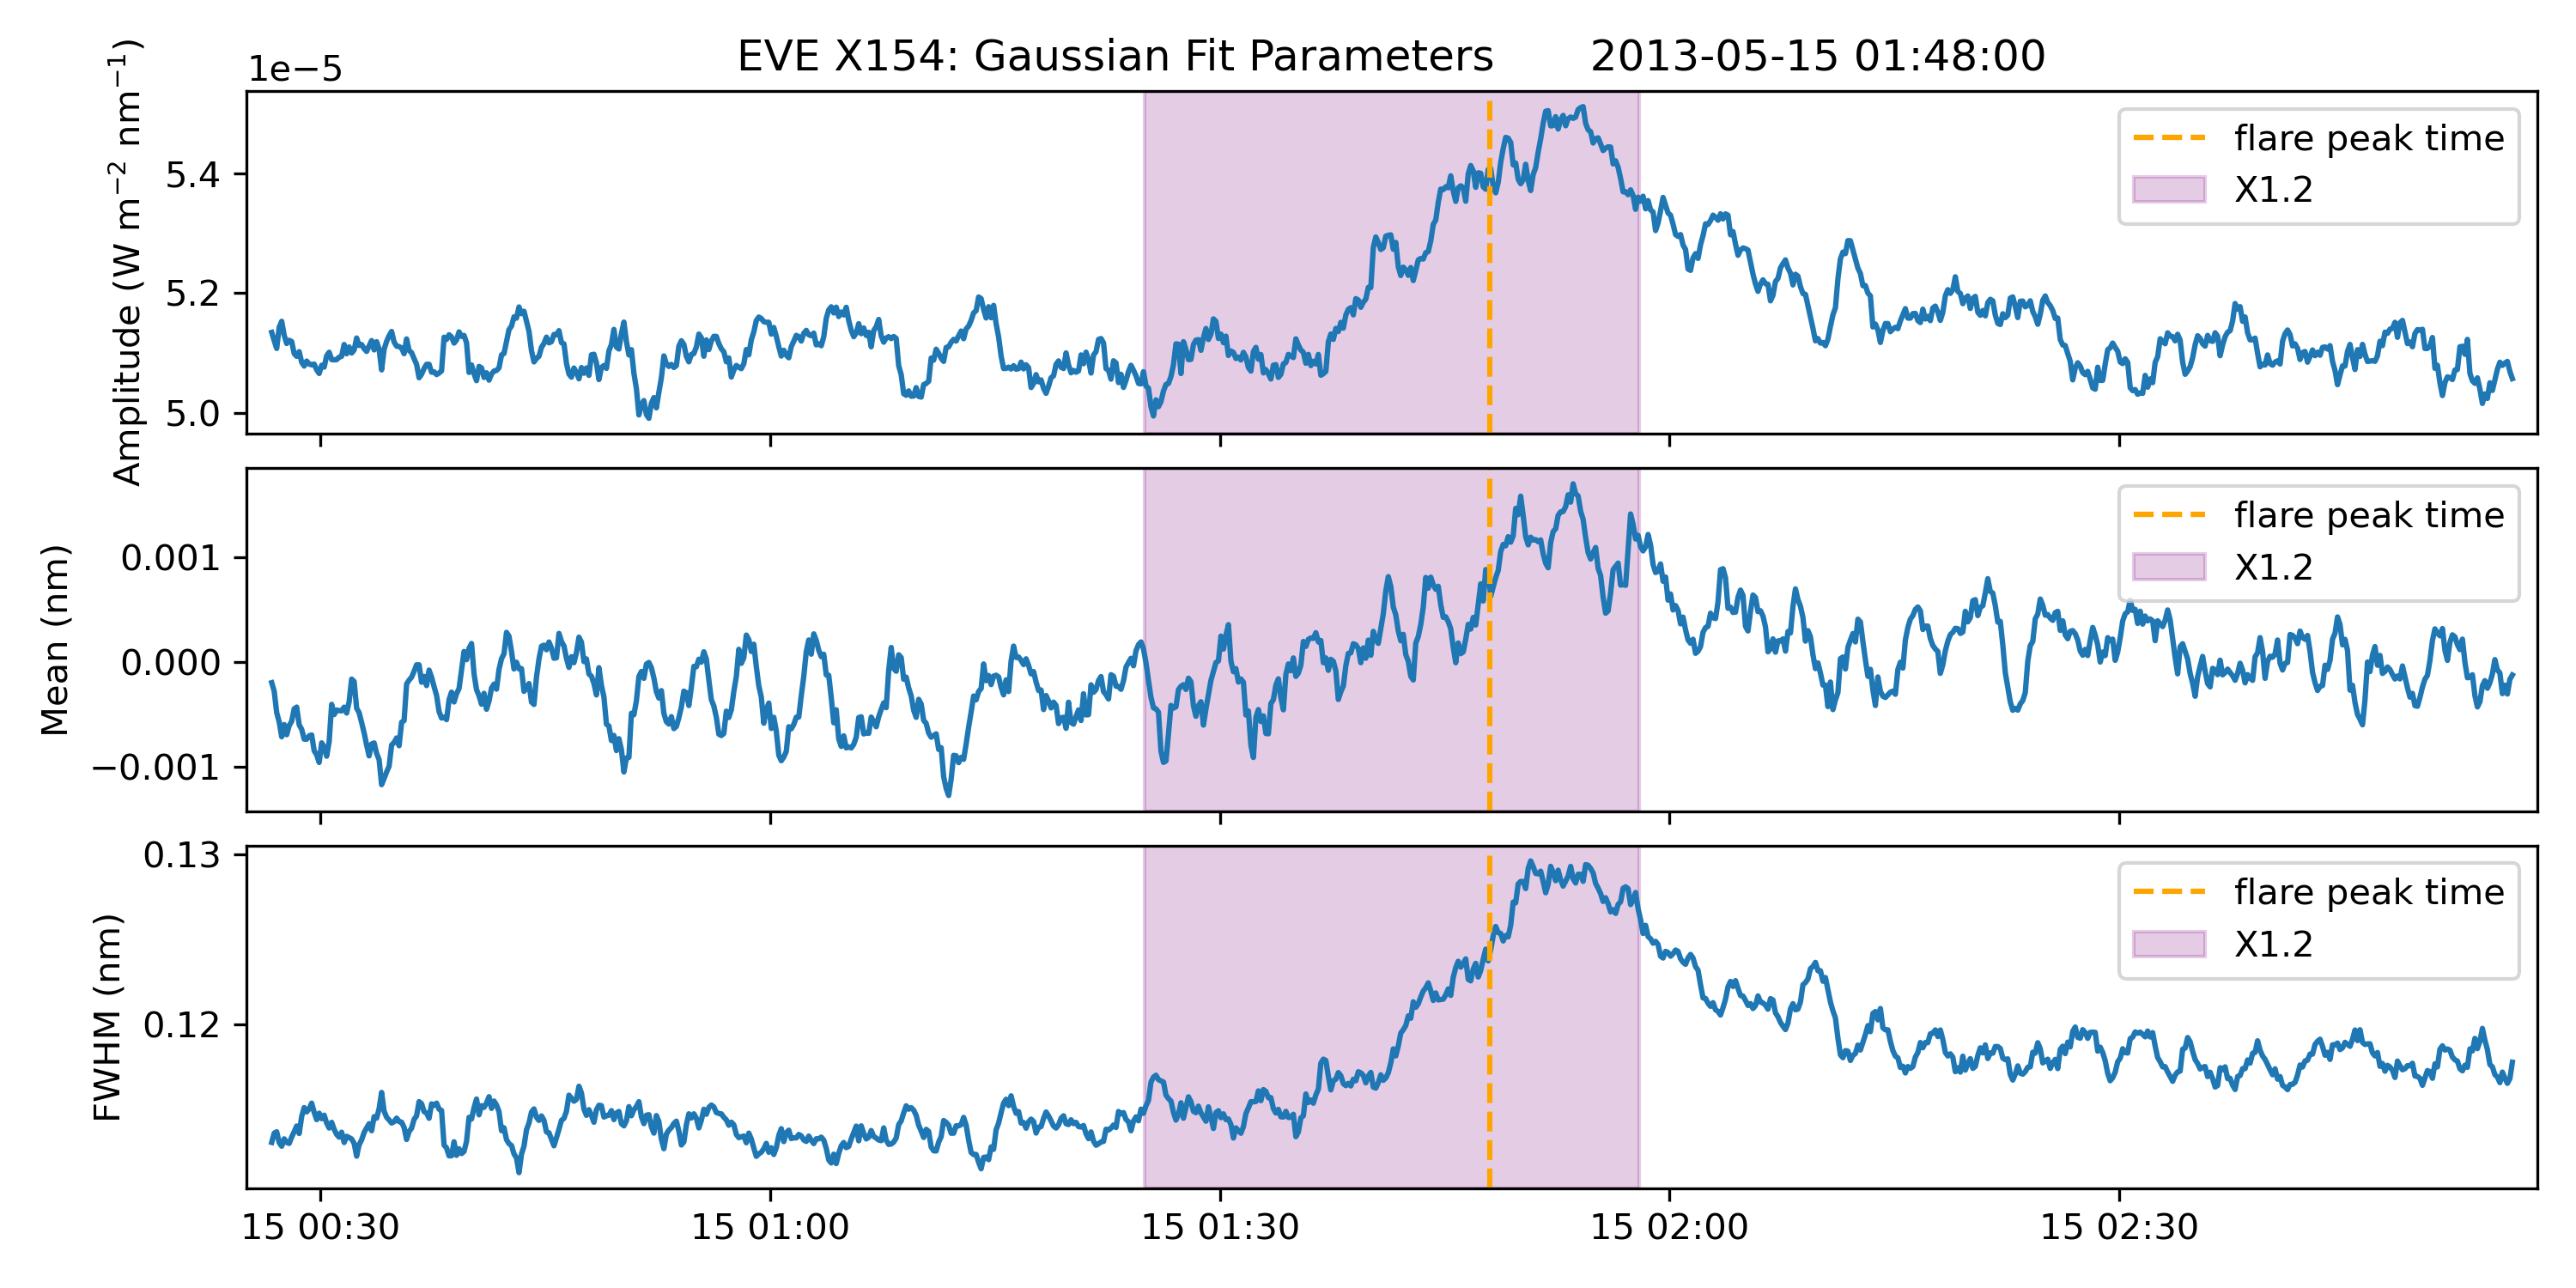 EVE X154: Gaussian Fit Parameters 2013-05-15 01:48:00
1e−5
Amplitude (W m⁻² nm⁻¹)
5.4
5.2
5.0
flare peak time
X1.2
Mean (nm)
0.001
0.000
−0.001
flare peak time
X1.2
FWHM (nm)
0.13
0.12
flare peak time
X1.2
15 00:30 15 01:00 15 01:30 15 02:00 15 02:30